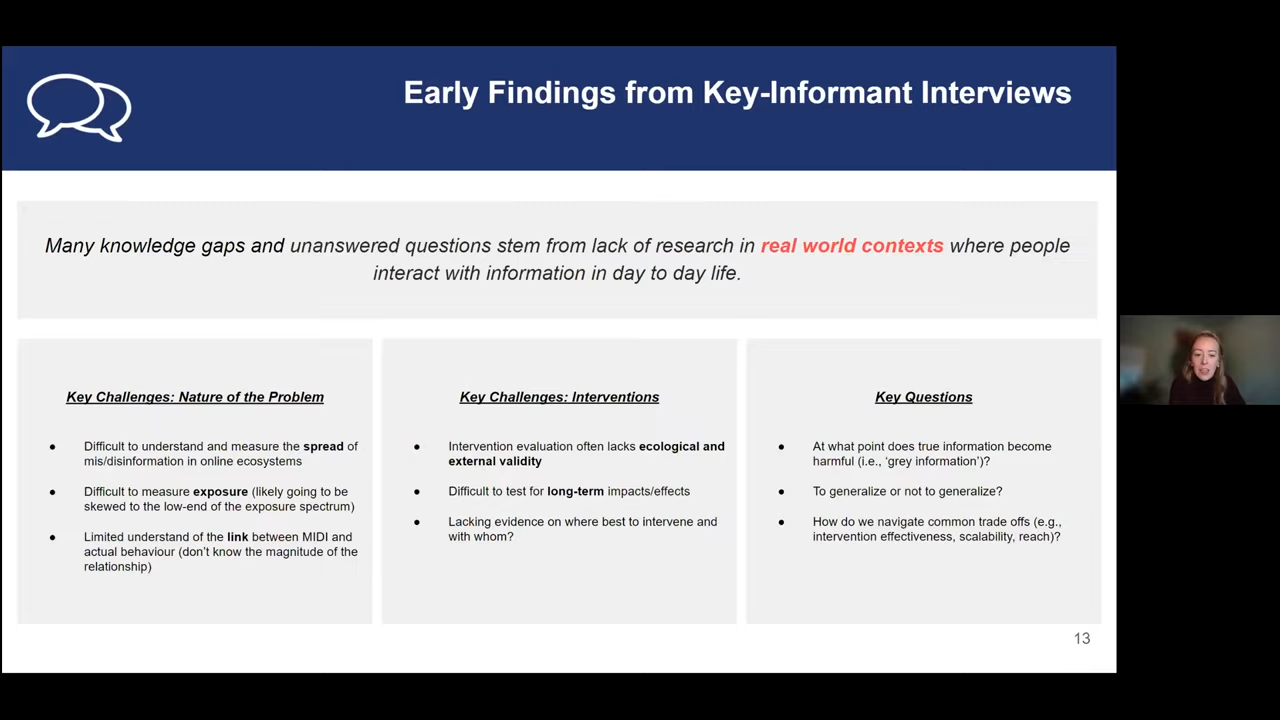 Early Findings from Key-Informant Interviews
Many knowledge gaps and unanswered questions stem from lack of research in real world contexts where people
interact with information in day to day life.
Key Challenges: Nature of the Problem
● Difficult to understand and measure the spread of
mis/disinformation in online ecosystems
● Difficult to measure exposure (likely going to be
skewed to the low-end of the exposure spectrum)
● Limited understand of the link between MIDI and
actual behaviour (don't know the magnitude of the
relationship)
Key Challenges: Interventions
● Intervention evaluation often lacks ecological and
external validity
● Difficult to test for long-term impacts/effects
● Lacking evidence on where best to intervene and
with whom?
Key Questions
● At what point does true information become
harmful (i.e., 'grey information')?
● To generalize or not to generalize?
● How do we navigate common trade offs (e.g.,
intervention effectiveness, scalability, reach)?
13